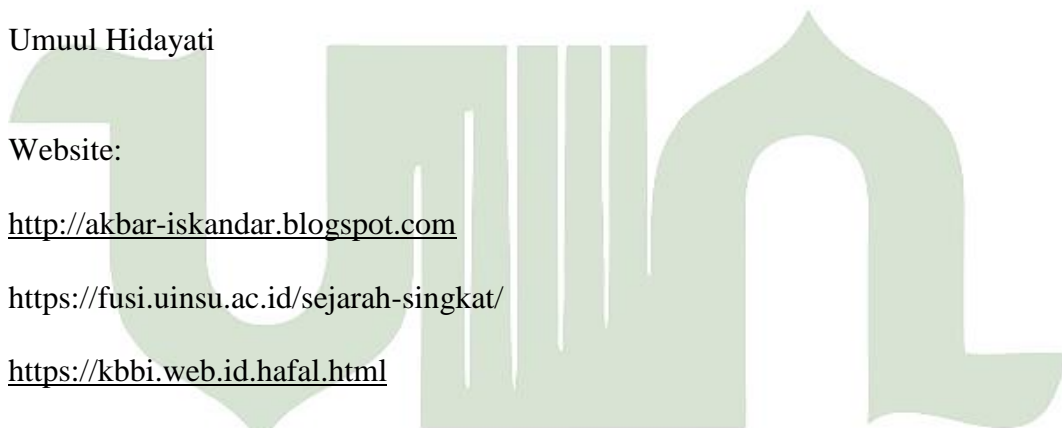 Umuul Hidayati
Website:
http://akbar-iskandar.blogspot.com
https://fusi.uinsu.ac.id/sejarah-singkat/
https://kbbi.web.id.hafal.html